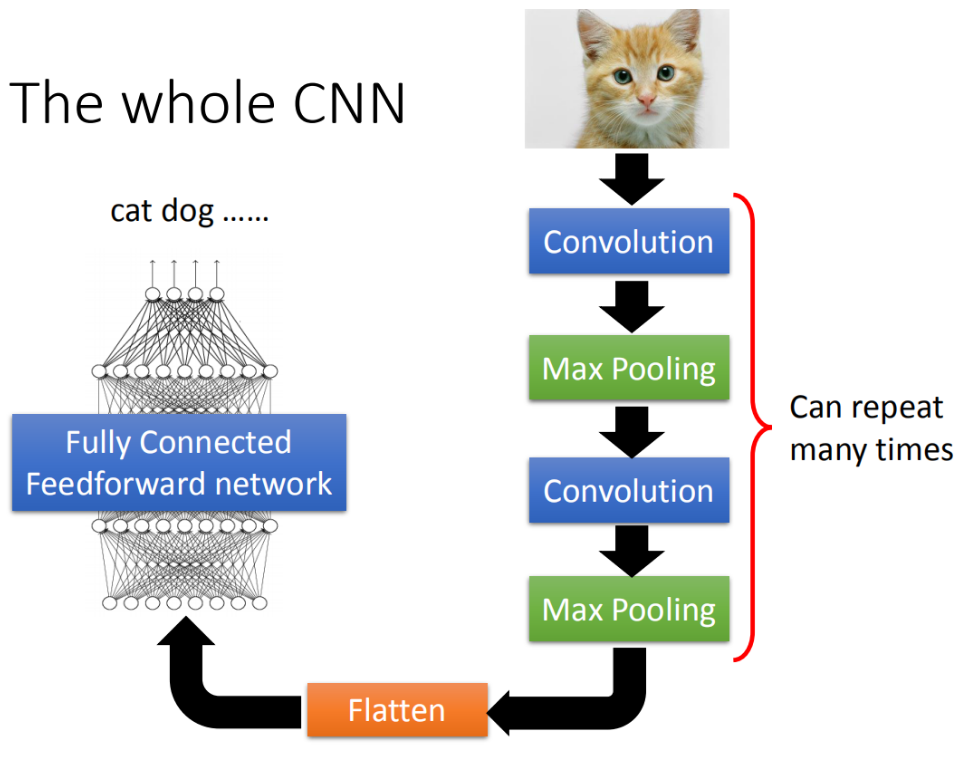 The whole CNN
cat dog ......
Convolution
Max Pooling
Convolution
Max Pooling
Can repeat
many times
Flatten
Fully Connected
Feedforward network